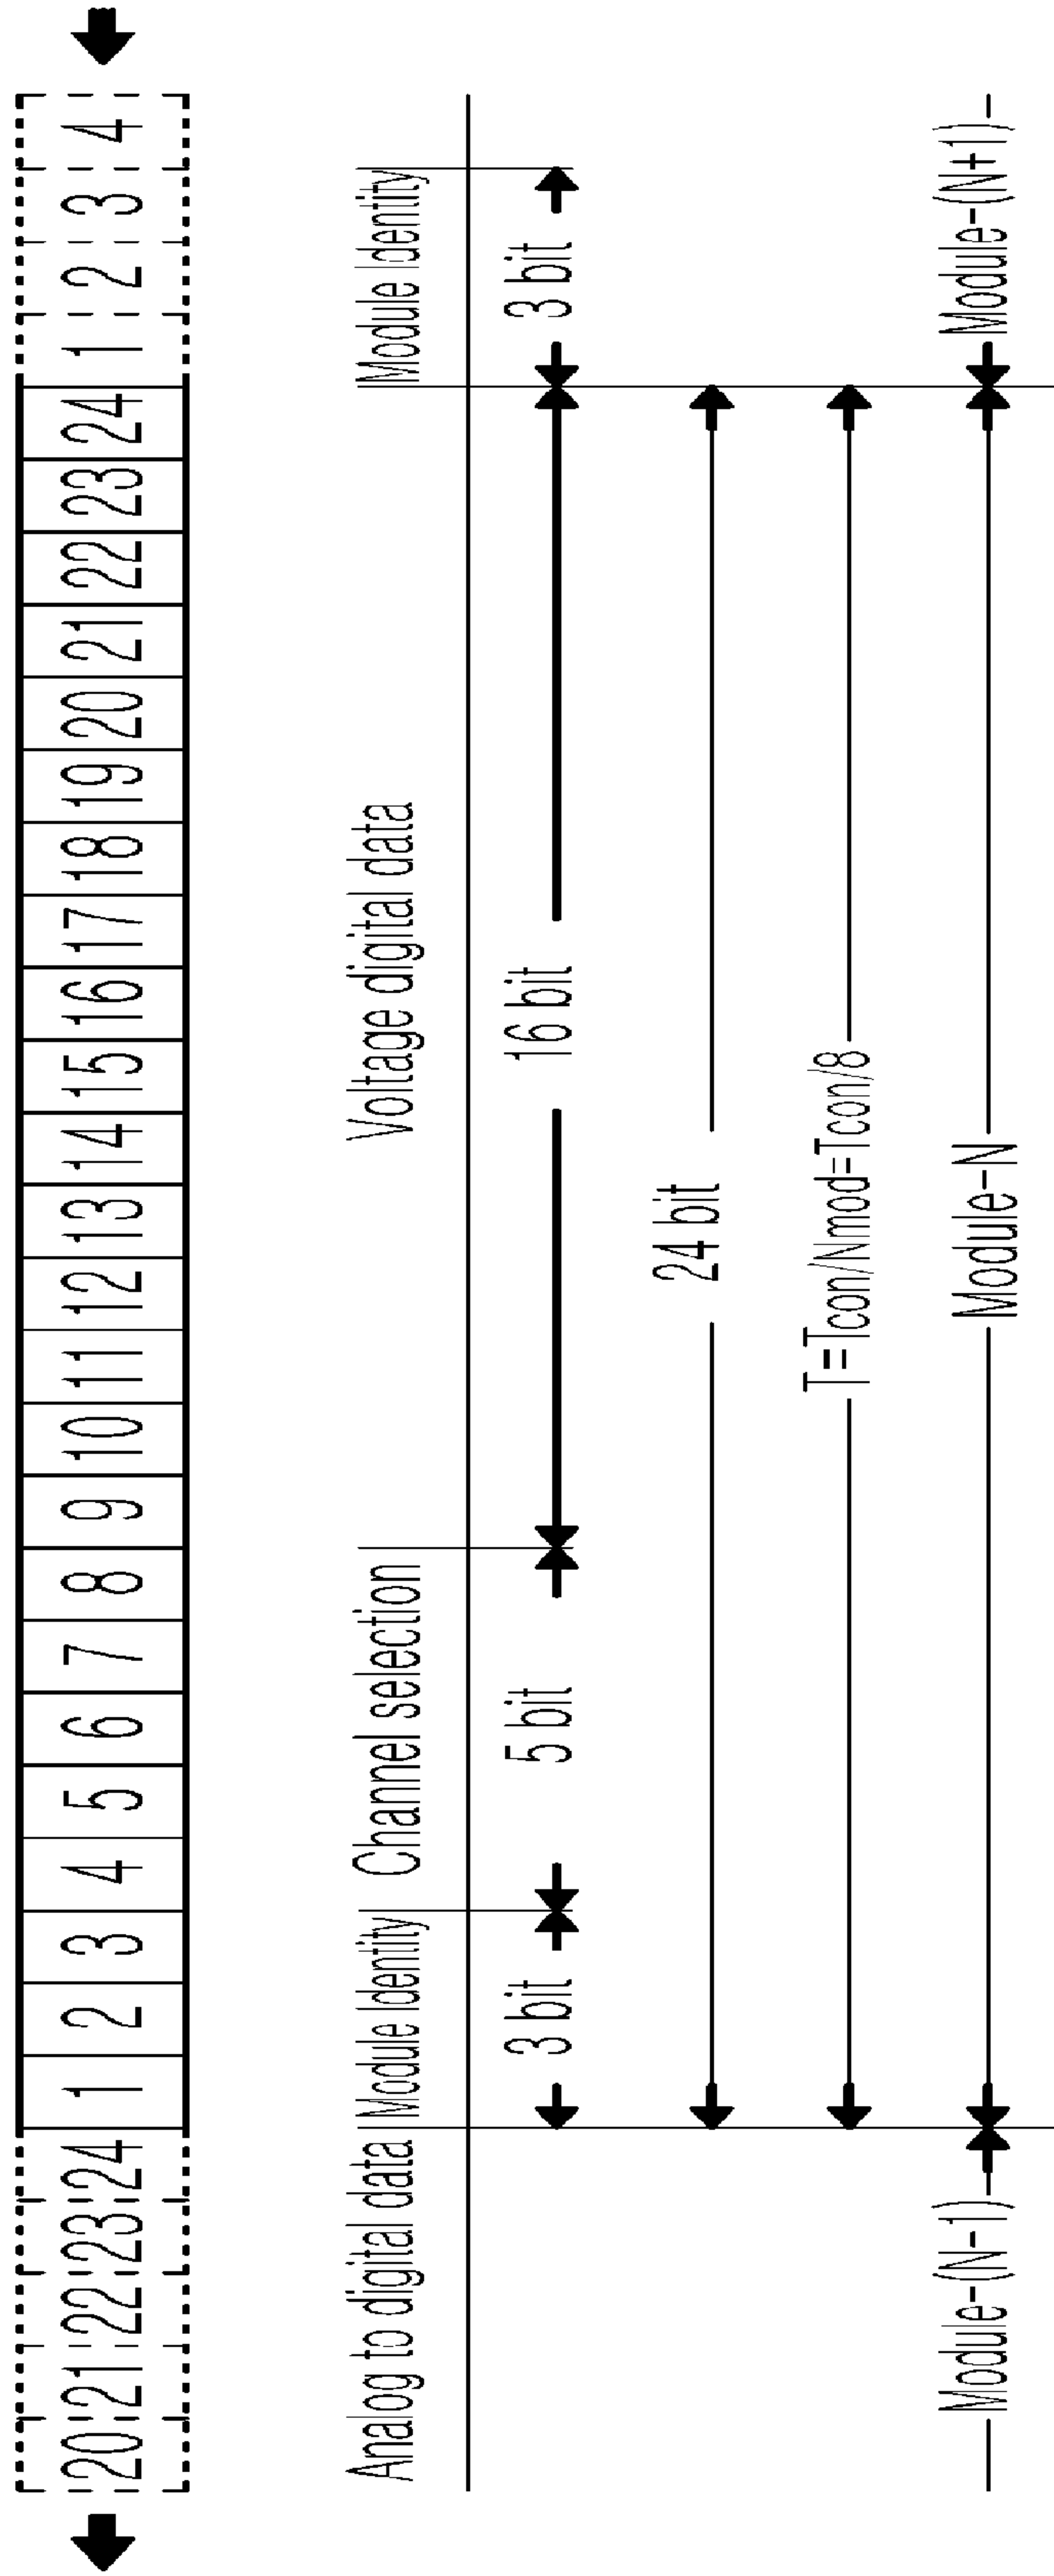 20 21 22 23 24 1 2 3 4 5 6 7 8 9 10 11 12 13 14 15 16 17 18 19 20 21 22 23 24 1 2 3 4
Analog to digital data Module Identity Channel selection Voltage digital data Module Identity
3 bit 5 bit 16 bit 3 bit
24 bit
T=Tcon/Nmod=Tcon/8
Module-(N-1) Module-N Module-(N+1)